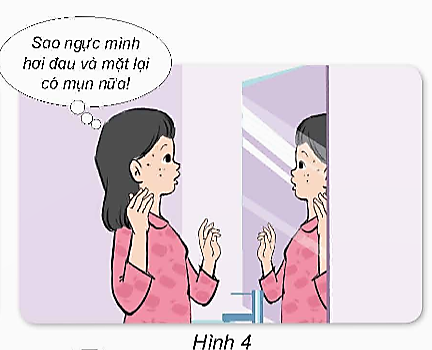 Sao ngực mình
hơi đau và mặt lại
có mụn nữa!
Hình 4